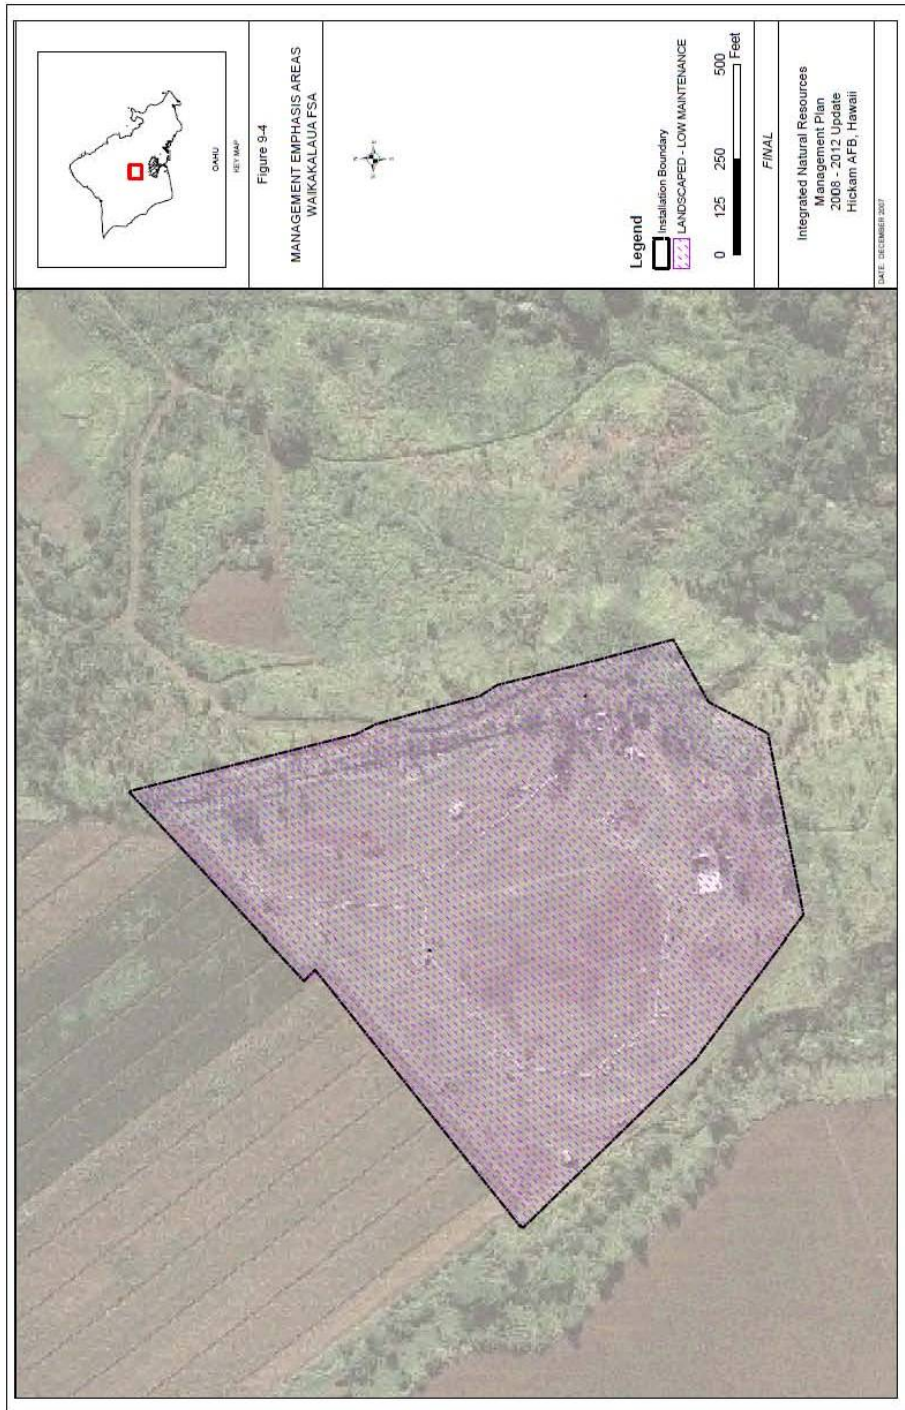 OAHU
KEY MAP
Figure 9-4
MANAGEMENT EMPHASIS AREAS
WAIKAKALAUA FSA
Legend
Installation Boundary
LANDSCAPED - LOW MAINTENANCE
0 125 250 500
Feet
FINAL
Integrated Natural Resources
Management Plan
2008 - 2012 Update
Hickam AFB, Hawaii
DATE: DECEMBER 2007